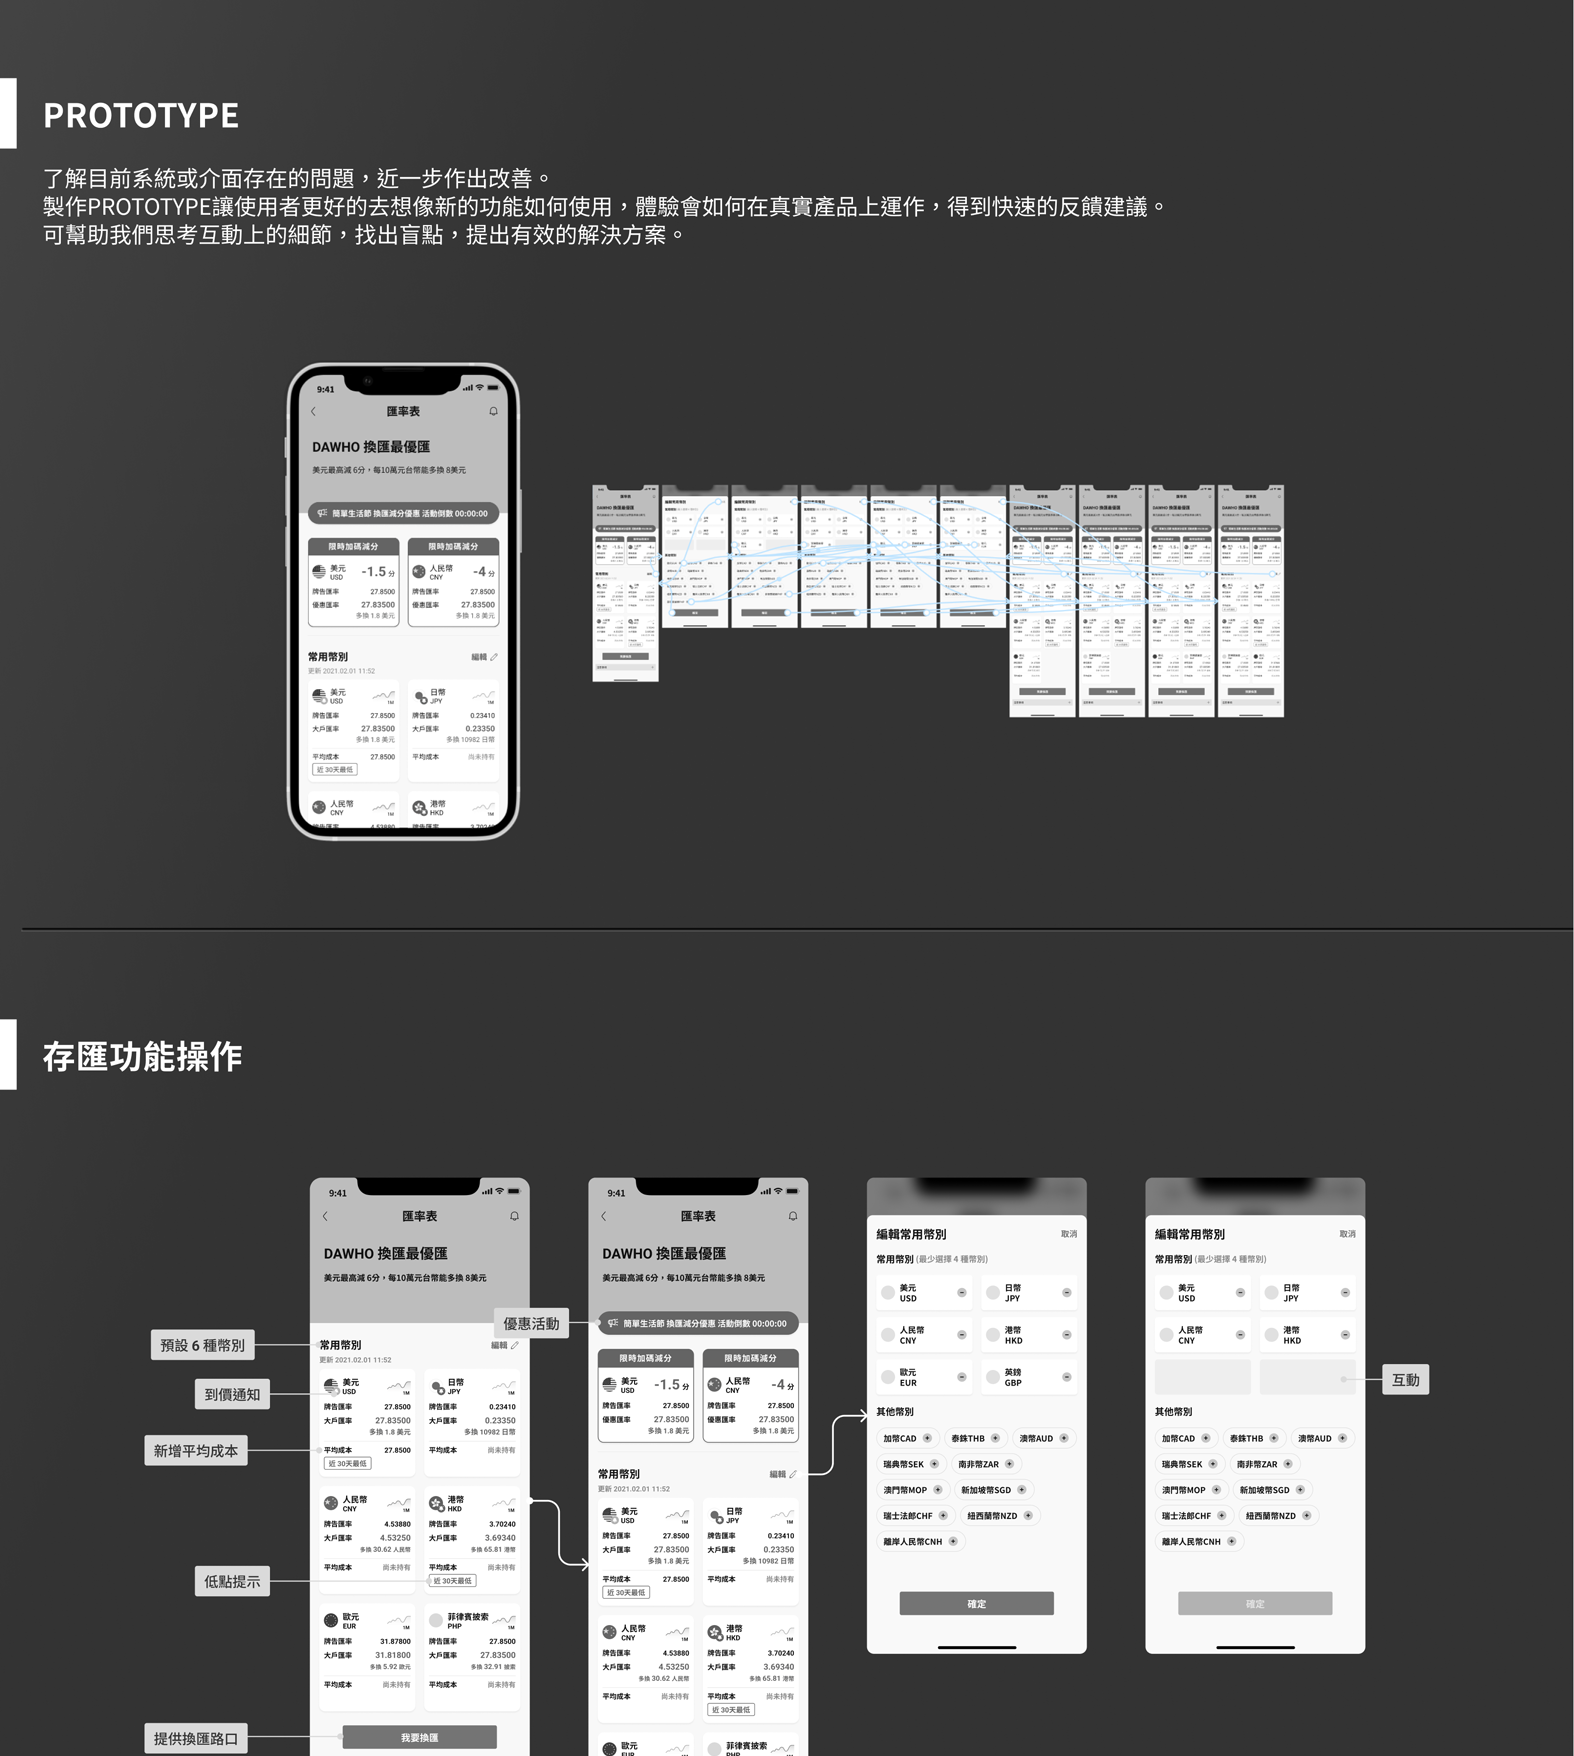 PROTOTYPE
了解目前系統或介面存在的問題，近一步作出改善。
製作PROTOTYPE讓使用者更好的去想像新的功能如何使用，體驗會如何在真實產品上運作，得到快速的反饋建議。
可幫助我們思考互動上的細節，找出盲點，提出有效的解決方案。
9:41
匯率表
DAWHO 換匯最優匯
美元最高減 6分，每10萬元台幣能多換 8美元
簡單生活節 換匯減分優惠 活動倒數 00:00:00
限時加碼減分
美元
USD
-1.5 分
牌告匯率 27.8500
優惠匯率 27.83500
多換 1.8 美元
限時加碼減分
人民幣
CNY
-4 分
牌告匯率 27.8500
優惠匯率 27.83500
多換 1.8 美元
常用幣別 編輯
更新 2021.02.01 11:52
美元
USD
1M
牌告匯率 27.8500
大戶匯率 27.83500
多換 1.8 美元
平均成本 27.8500
近 30天最低
日幣
JPY
1M
牌告匯率 0.23410
大戶匯率 0.23350
多換 10982 日幣
平均成本 尚未持有
人民幣
CNY
1M
牌告匯率 4.53880
港幣
HKD
1M
牌告匯率 3.70240
存匯功能操作
預設 6 種幣別
到價通知
新增平均成本
低點提示
提供換匯路口
9:41
匯率表
DAWHO 換匯最優匯
美元最高減 6分，每10萬元台幣能多換 8美元
常用幣別 編輯
更新 2021.02.01 11:52
美元
USD
1M
牌告匯率 27.8500
大戶匯率 27.83500
多換 1.8 美元
平均成本 27.8500
近 30天最低
日幣
JPY
1M
牌告匯率 0.23410
大戶匯率 0.23350
多換 10982 日幣
平均成本 尚未持有
人民幣
CNY
1M
牌告匯率 4.53880
大戶匯率 4.53250
多換 30.62 人民幣
平均成本 尚未持有
港幣
HKD
1M
牌告匯率 3.70240
大戶匯率 3.69340
多換 65.81 港幣
平均成本 尚未持有
近 30天最低
歐元
EUR
1M
牌告匯率 31.87800
大戶匯率 31.81800
多換 5.92 歐元
平均成本 尚未持有
菲律賓披索
PHP
1M
牌告匯率 27.8500
大戶匯率 27.83500
多換 32.91 披索
平均成本 尚未持有
我要換匯
優惠活動
9:41
匯率表
DAWHO 換匯最優匯
美元最高減 6分，每10萬元台幣能多換 8美元
簡單生活節 換匯減分優惠 活動倒數 00:00:00
限時加碼減分
美元
USD
-1.5 分
牌告匯率 27.8500
優惠匯率 27.83500
多換 1.8 美元
限時加碼減分
人民幣
CNY
-4 分
牌告匯率 27.8500
優惠匯率 27.83500
多換 1.8 美元
常用幣別 編輯
更新 2021.02.01 11:52
美元
USD
1M
牌告匯率 27.8500
大戶匯率 27.83500
多換 1.8 美元
平均成本 27.8500
近 30天最低
日幣
JPY
1M
牌告匯率 0.23410
大戶匯率 0.23350
多換 10982 日幣
平均成本 尚未持有
人民幣
CNY
1M
牌告匯率 4.53880
大戶匯率 4.53250
多換 30.62 人民幣
平均成本 尚未持有
港幣
HKD
1M
牌告匯率 3.70240
大戶匯率 3.69340
多換 65.81 港幣
平均成本 尚未持有
近 30天最低
歐元
EUR
1M
菲律賓披索
PHP
1M
編輯常用幣別 取消
常用幣別 (最少選擇 4 種幣別)
美元
USD
日幣
JPY
人民幣
CNY
港幣
HKD
歐元
EUR
英鎊
GBP
其他幣別
加幣CAD 泰銖THB 澳幣AUD
瑞典幣SEK 南非幣ZAR
澳門幣MOP 新加坡幣SGD
瑞士法郎CHF 紐西蘭幣NZD
離岸人民幣CNH
確定
編輯常用幣別 取消
常用幣別 (最少選擇 4 種幣別)
美元
USD
日幣
JPY
人民幣
CNY
港幣
HKD
互動
其他幣別
加幣CAD 泰銖THB 澳幣AUD
瑞典幣SEK 南非幣ZAR
澳門幣MOP 新加坡幣SGD
瑞士法郎CHF 紐西蘭幣NZD
離岸人民幣CNH
確定